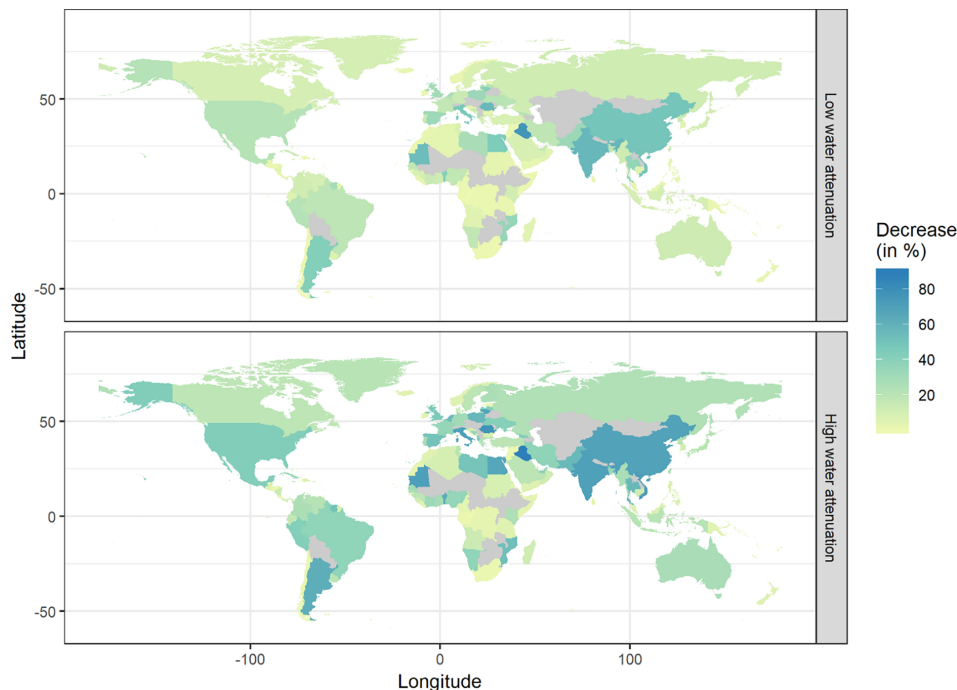 50
0
-50
Low water attenuation
50
0
-50
High water attenuation
Latitude
-100
0
100
Longitude
Decrease
(in %)
80
60
40
20